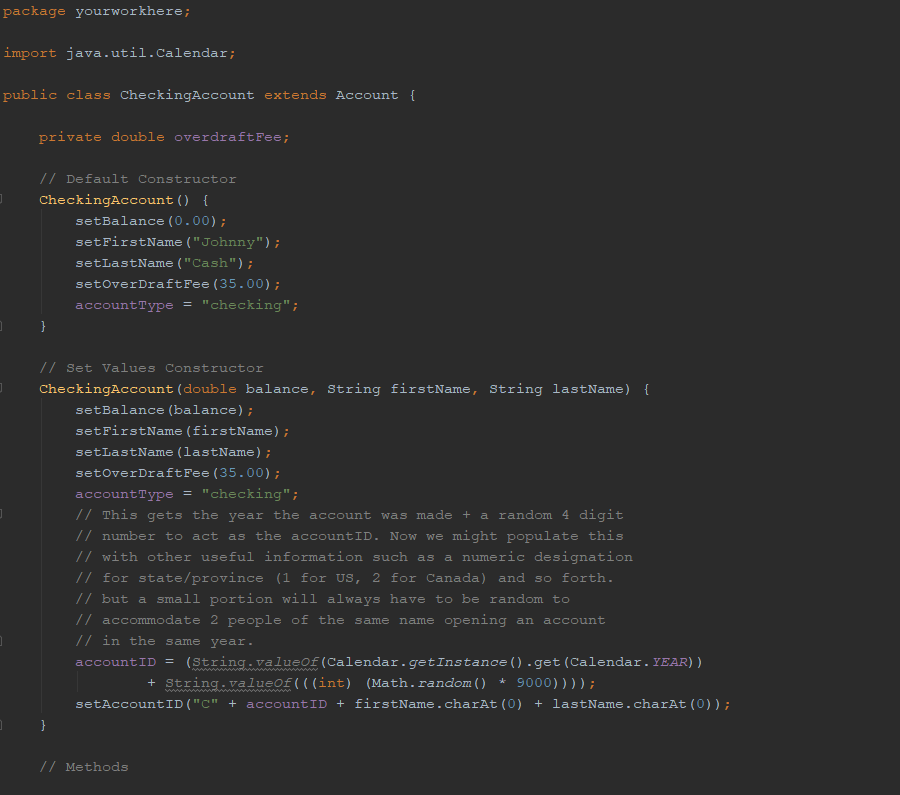 package yourworkhere;
import java.util.Calendar;
public class CheckingAccount extends Account {
private double overdraftFee;
// Default Constructor
CheckingAccount() {
setBalance(0.00);
setFirstName("Johnny");
setLastName("Cash");
setOverDraftFee(35.00);
accountType = "checking";
}
// Set Values Constructor
CheckingAccount(double balance, String firstName, String lastName) {
setBalance(balance);
setFirstName(firstName);
setLastName(lastName);
setOverDraftFee(35.00);
accountType = "checking";
// This gets the year the account was made + a random 4 digit
// number to act as the accountID. Now we might populate this
// with other useful information such as a numeric designation
// for state/province (1 for US, 2 for Canada) and so forth.
// but a small portion will always have to be random to
// accommodate 2 people of the same name opening an account
// in the same year.
accountID = (String.valueOf(Calendar.getInstance().get(Calendar.YEAR))
+ String.valueOf(((int) (Math.random() * 9000))));
setAccountID("C" + accountID + firstName.charAt(0) + lastName.charAt(0));
}
// Methods